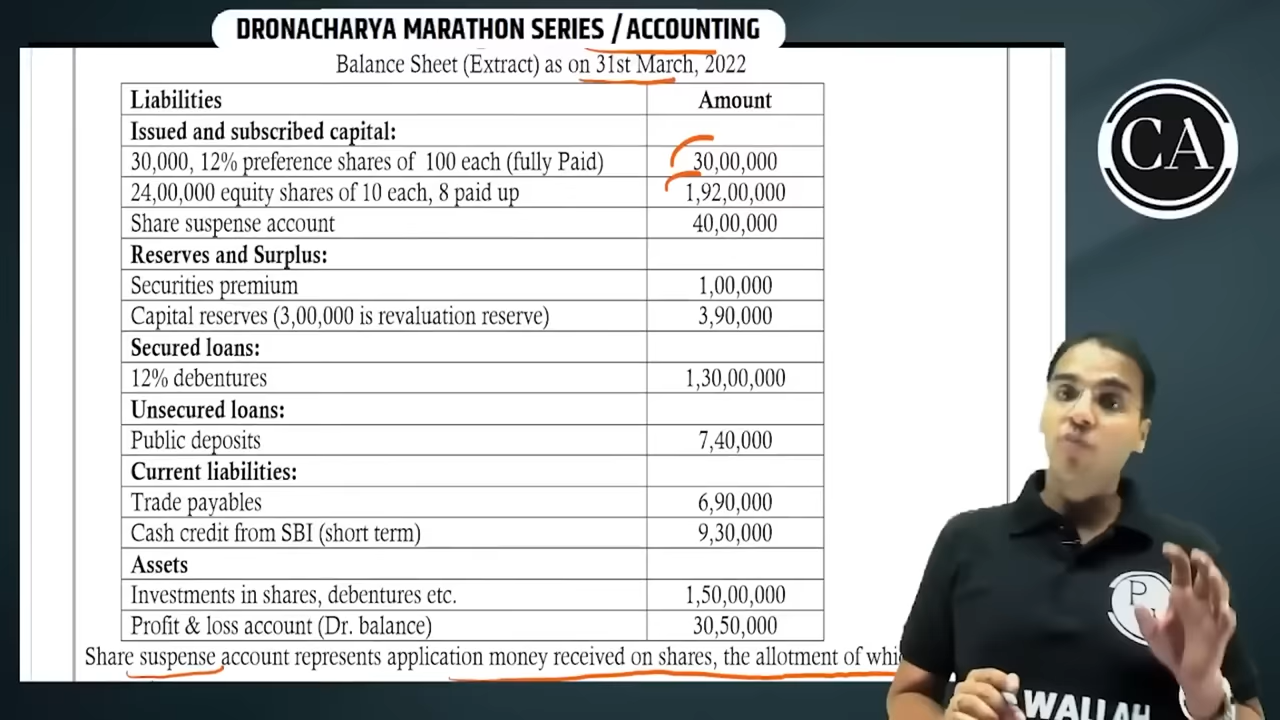 DRONACHARYA MARATHON SERIES / ACCOUNTING
Balance Sheet (Extract) as on 31st March, 2022
Liabilities Amount
Issued and subscribed capital:
30,000, 12% preference shares of 100 each (fully Paid) 30,00,000
24,00,000 equity shares of 10 each, 8 paid up 1,92,00,000
Share suspense account 40,00,000
Reserves and Surplus:
Securities premium 1,00,000
Capital reserves (3,00,000 is revaluation reserve) 3,90,000
Secured loans:
12% debentures 1,30,00,000
Unsecured loans:
Public deposits 7,40,000
Current liabilities:
Trade payables 6,90,000
Cash credit from SBI (short term) 9,30,000
Assets
Investments in shares, debentures etc. 1,50,00,000
Profit & loss account (Dr. balance) 30,50,000
Share suspense account represents application money received on shares, the allotment of
CA
P
WALLAH